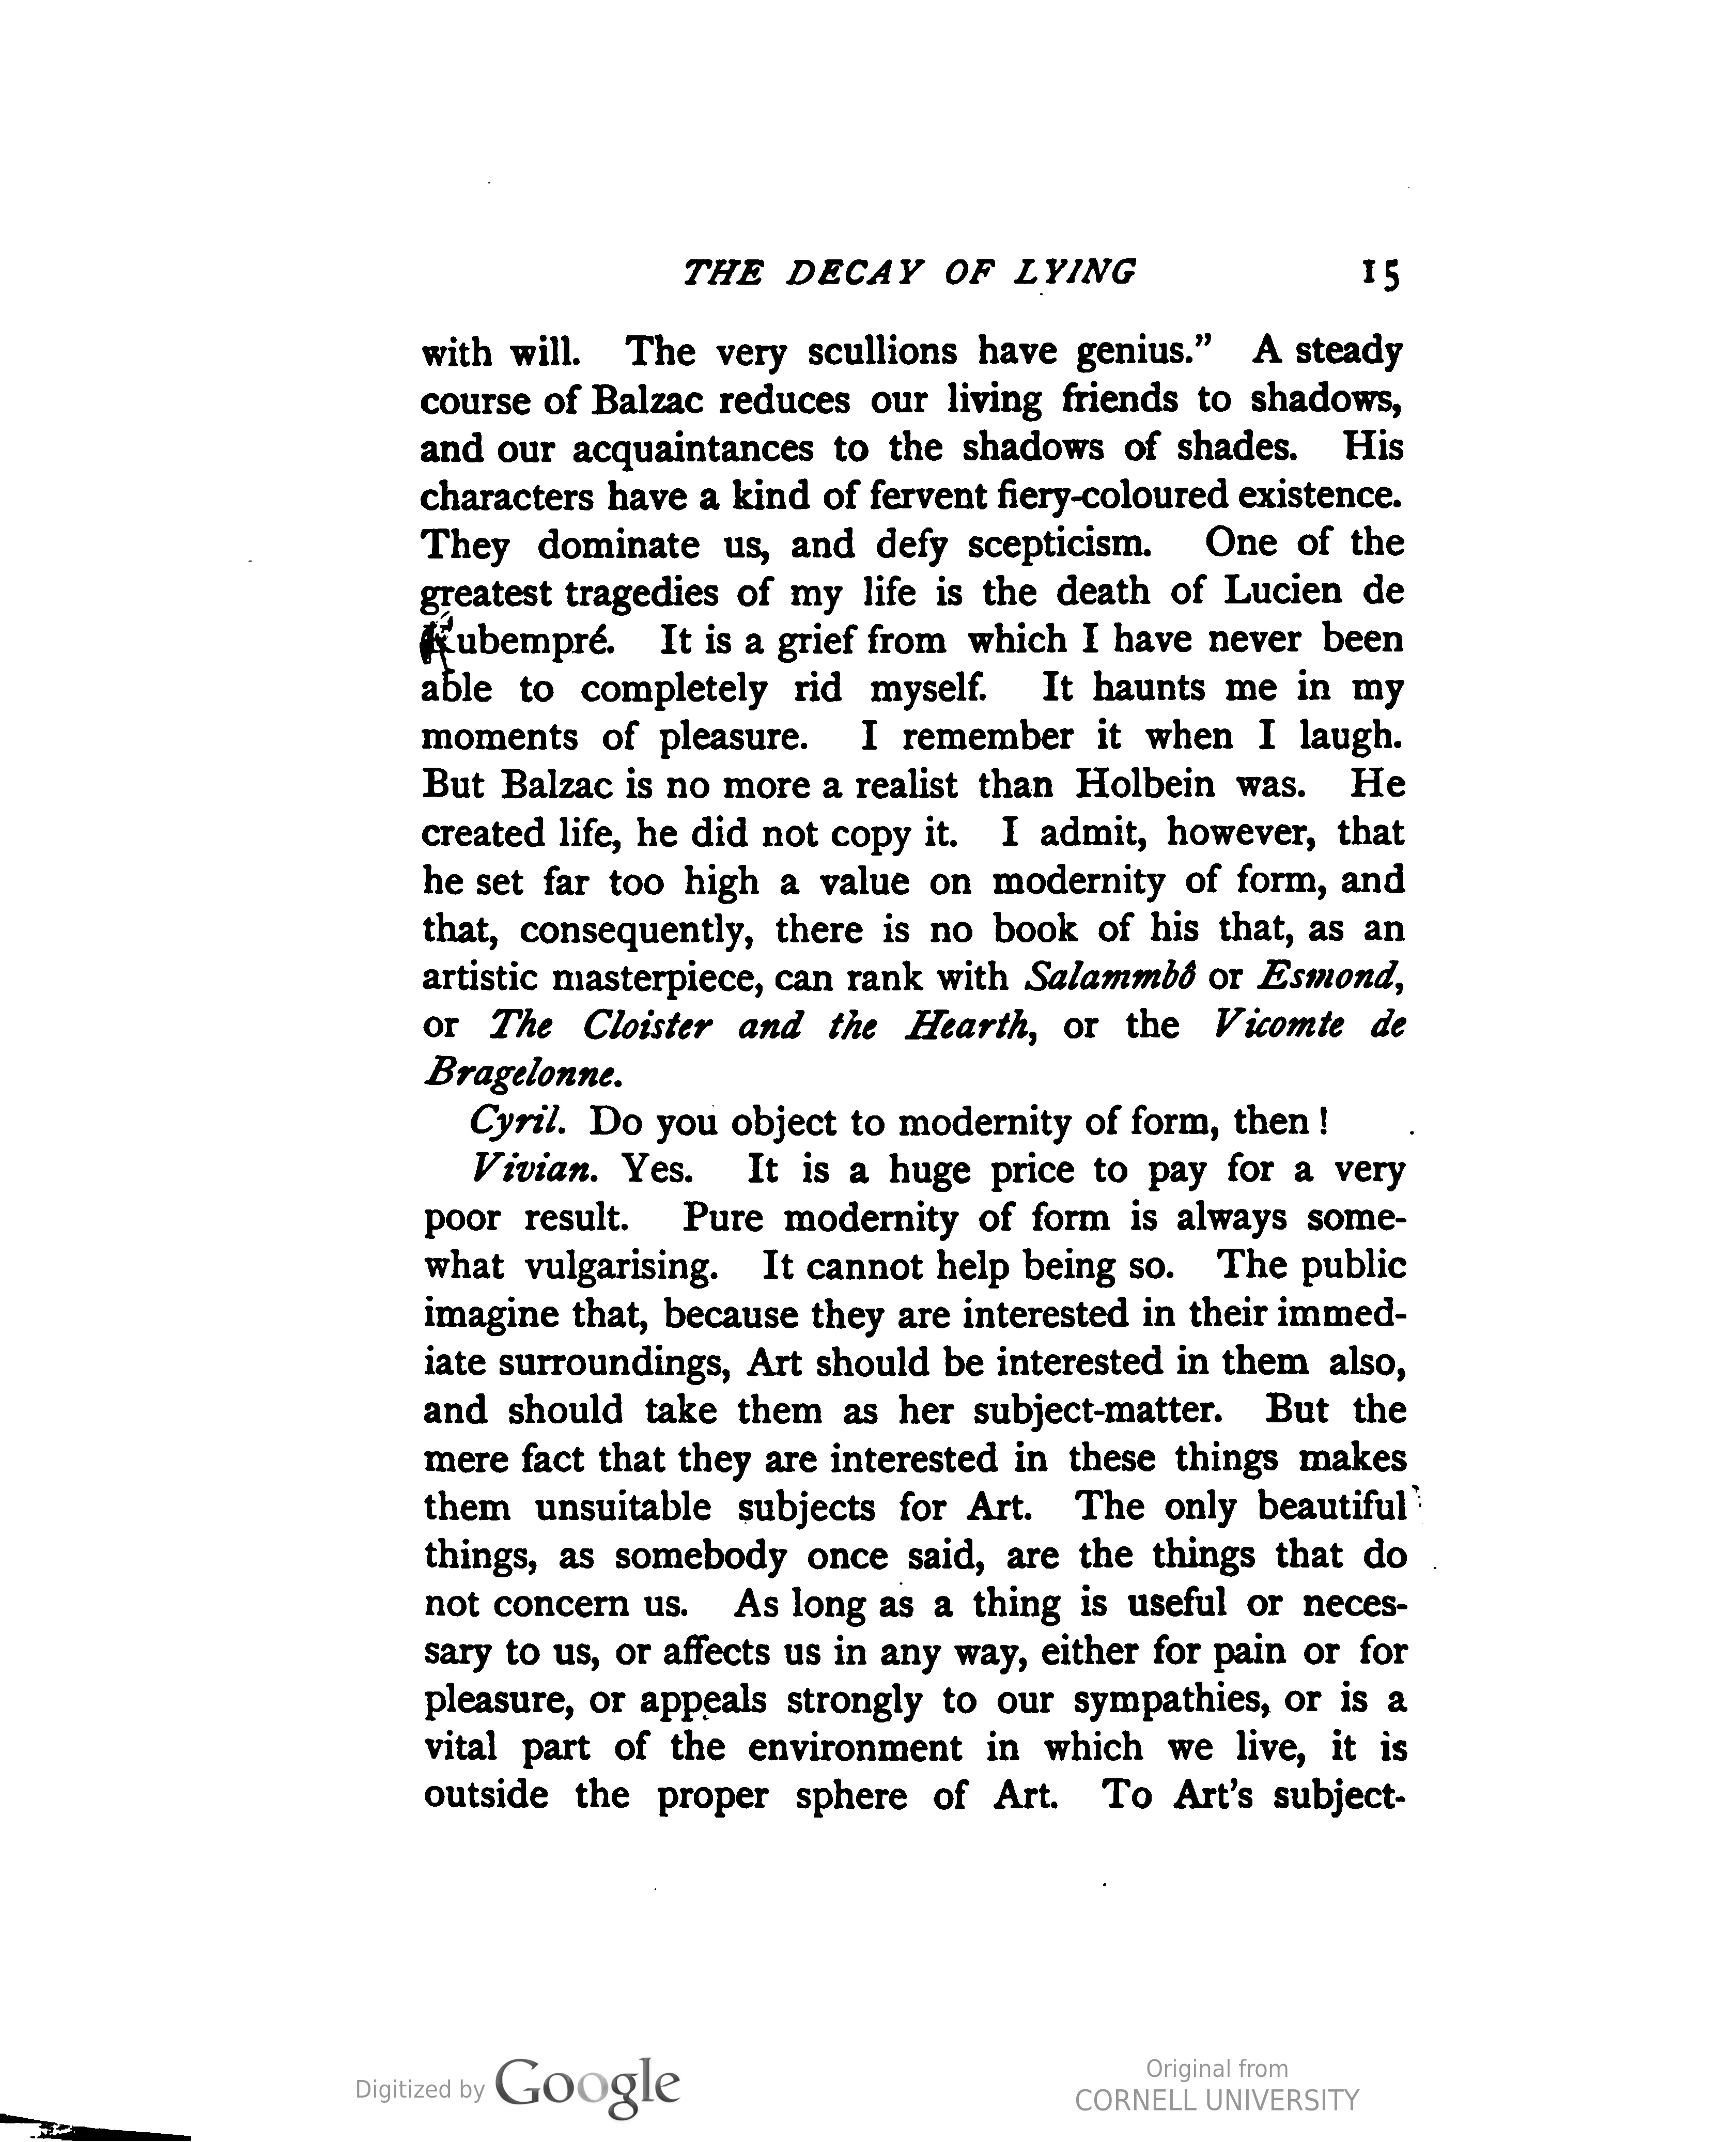 THE DECAY OF LYING 15
with will. The very scullions have genius.” A steady
course of Balzac reduces our living friends to shadows,
and our acquaintances to the shadows of shades. His
characters have a kind of fervent fiery-coloured existence.
They dominate us, and defy scepticism. One of the
greatest tragedies of my life is the death of Lucien de
Rubempré. It is a grief from which I have never been
able to completely rid myself. It haunts me in my
moments of pleasure. I remember it when I laugh.
But Balzac is no more a realist than Holbein was. He
created life, he did not copy it. I admit, however, that
he set far too high a value on modernity of form, and
that, consequently, there is no book of his that, as an
artistic masterpiece, can rank with Salammbô or Esmond,
or The Cloister and the Hearth, or the Vicomte de
Bragelonne.
Cyril. Do you object to modernity of form, then!
Vivian. Yes. It is a huge price to pay for a very
poor result. Pure modernity of form is always some-
what vulgarising. It cannot help being so. The public
imagine that, because they are interested in their immed-
iate surroundings, Art should be interested in them also,
and should take them as her subject-matter. But the
mere fact that they are interested in these things makes
them unsuitable subjects for Art. The only beautiful
things, as somebody once said, are the things that do
not concern us. As long as a thing is useful or neces-
sary to us, or affects us in any way, either for pain or for
pleasure, or appeals strongly to our sympathies, or is a
vital part of the environment in which we live, it is
outside the proper sphere of Art. To Art’s subject-
Digitized by Google
Original from
CORNELL UNIVERSITY